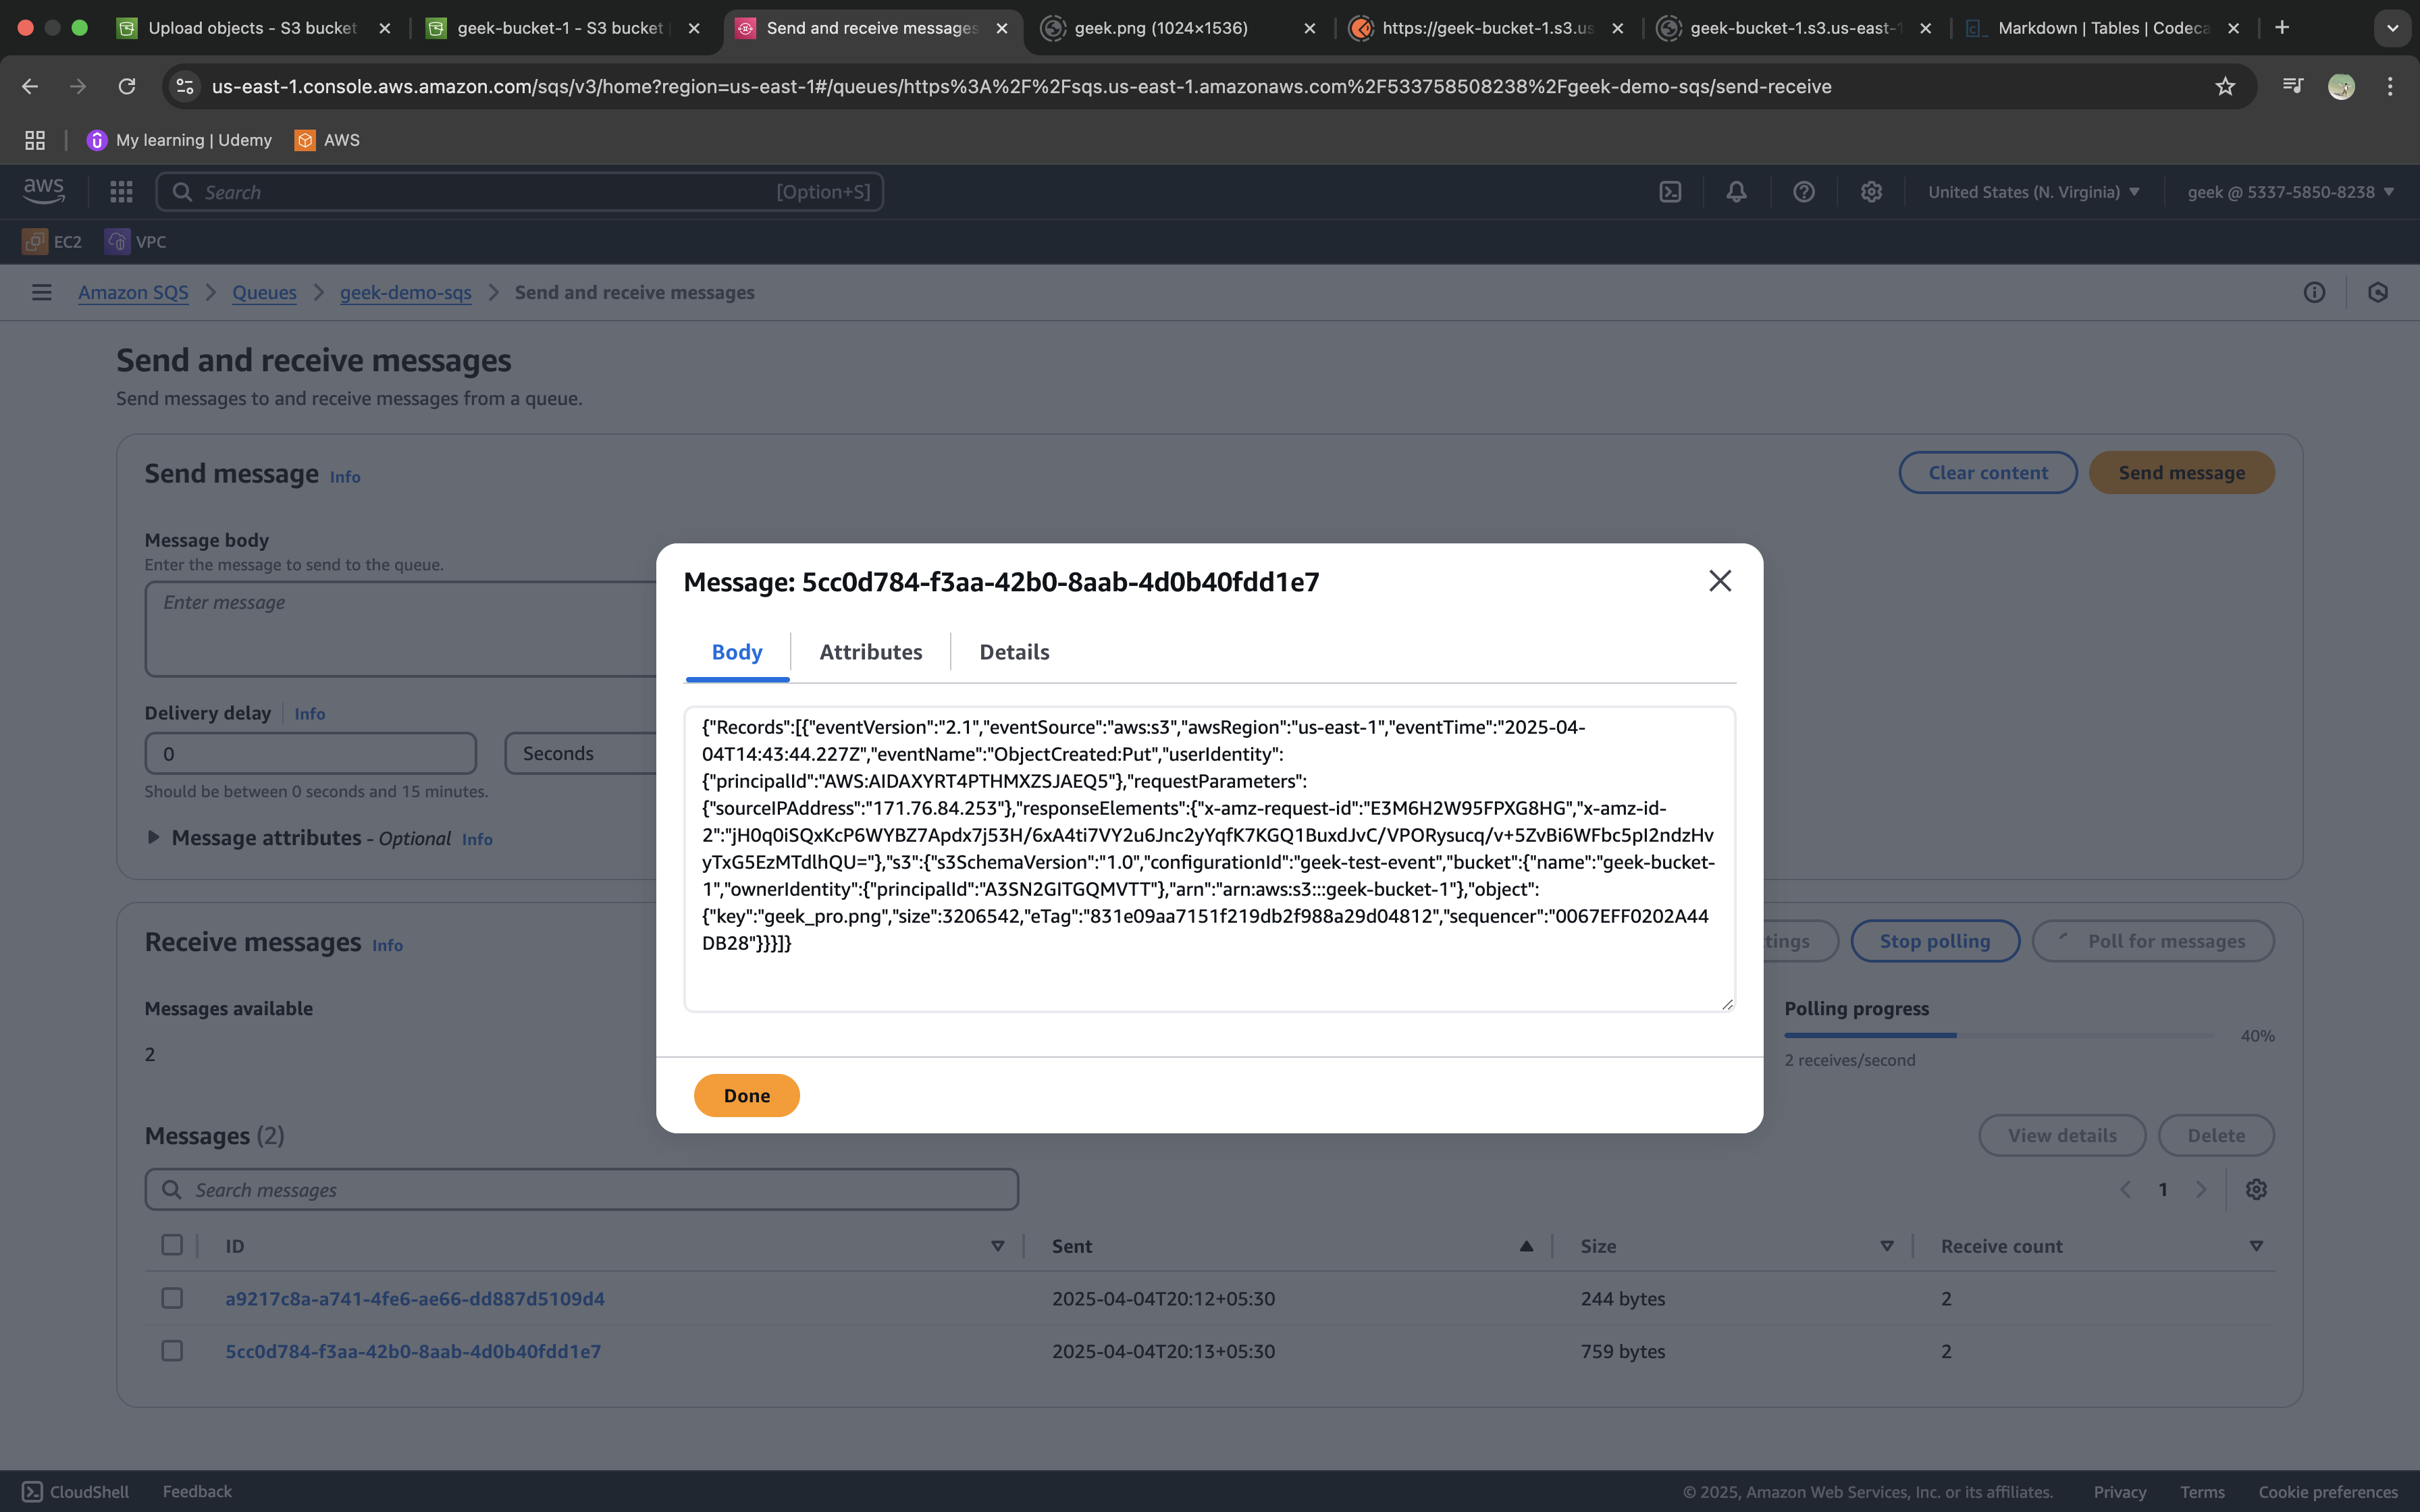 Upload objects - S3 bucket
geek-bucket-1 - S3 bucket
Send and receive messages
geek.png (1024×1536)
https://geek-bucket-1.s3.us
geek-bucket-1.s3.us-east-1
Markdown | Tables | Codeca
us-east-1.console.aws.amazon.com/sqs/v3/home?region=us-east-1#/queues/https%3A%2F%2Fsqs.us-east-1.amazonaws.com%2F533758508238%2Fgeek-demo-sqs/send-receive
My learning | Udemy
AWS
aws
Search
[Option+S]
United States (N. Virginia)
geek @ 5337-5850-8238
EC2
VPC
Amazon SQS > Queues > geek-demo-sqs > Send and receive messages
Send and receive messages
Send messages to and receive messages from a queue.
Send message Info
Clear content
Send message
Message body
Enter the message to send to the queue.
Enter message
Delivery delay Info
0
Seconds
Should be between 0 seconds and 15 minutes.
Message attributes - Optional Info
Message: 5cc0d784-f3aa-42b0-8aab-4d0b40fdd1e7
Body
Attributes
Details
{"Records":[{"eventVersion":"2.1","eventSource":"aws:s3","awsRegion":"us-east-1","eventTime":"2025-04-
04T14:43:44.227Z","eventName":"ObjectCreated:Put","userIdentity":
{"principalId":"AWS:AIDAXYRT4PTHMXZSJAEQ5"},"requestParameters":
{"sourceIPAddress":"171.76.84.253"},"responseElements":{"x-amz-request-id":"E3M6H2W95FPXG8HG","x-amz-id-
2":"jH0q0iSQxKcP6WYBZ7Apdx7j53H/6xA4ti7VY2u6Jnc2yYqfK7KGQ1BuxdJvC/VPORysucq/v+5ZvBi6WFbc5pI2ndzHv
yTxG5EzMTdlhQU="},"s3":{"s3SchemaVersion":"1.0","configurationId":"geek-test-event","bucket":{"name":"geek-bucket-
1","ownerIdentity":{"principalId":"A3SN2GITGQMVTT"},"arn":"arn:aws:s3:::geek-bucket-1"},"object":
{"key":"geek_pro.png","size":3206542,"eTag":"831e09aa7151f219db2f988a29d04812","sequencer":"0067EFF0202A44
DB28"}}}]}
Done
Receive messages Info
tings
Stop polling
Poll for messages
Messages available
2
Polling progress
40%
2 receives/second
Messages (2)
View details
Delete
Search messages
1
ID
Sent
Size
Receive count
a9217c8a-a741-4fe6-ae66-dd887d5109d4
2025-04-04T20:12+05:30
244 bytes
2
5cc0d784-f3aa-42b0-8aab-4d0b40fdd1e7
2025-04-04T20:13+05:30
759 bytes
2
CloudShell
Feedback
© 2025, Amazon Web Services, Inc. or its affiliates.
Privacy
Terms
Cookie preferences